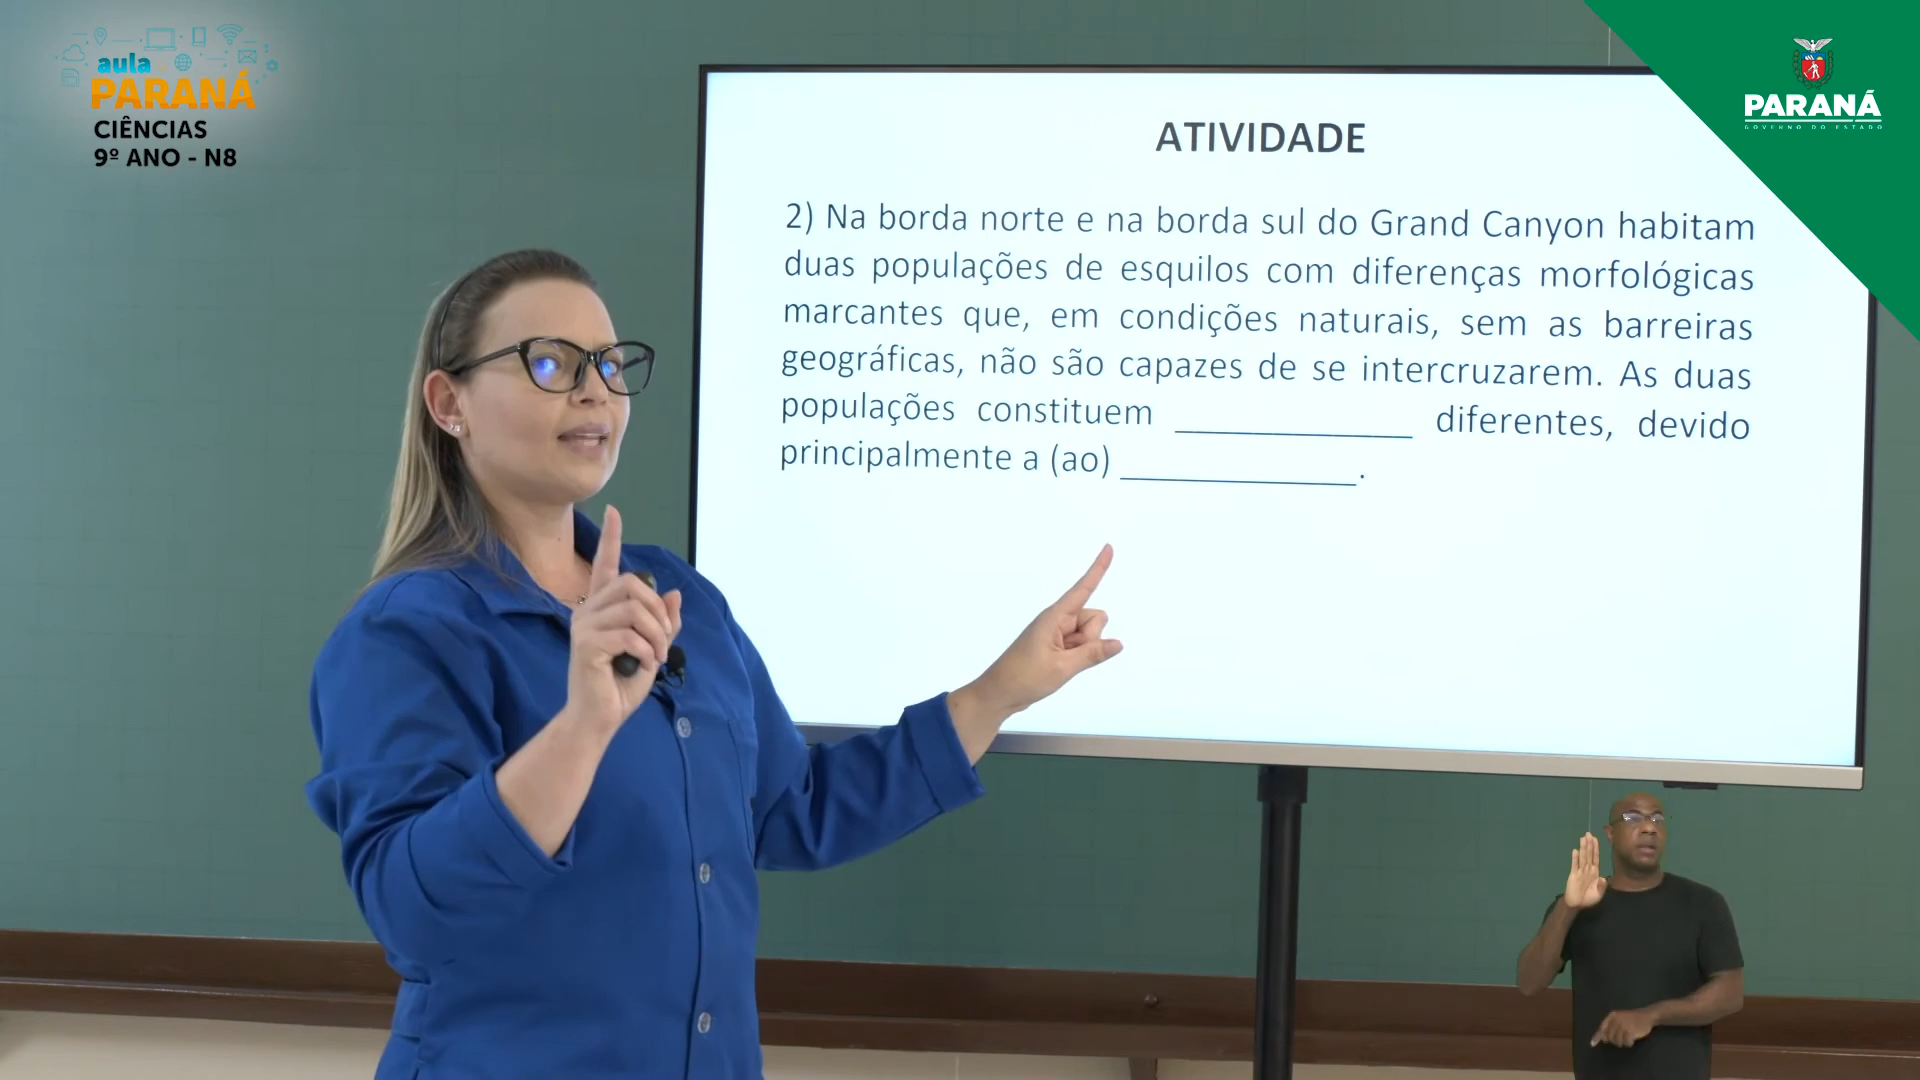 aula
PARANÁ
CIÊNCIAS
9º ANO - N8
PARANÁ
GOVERNO DO ESTADO
ATIVIDADE
2) Na borda norte e na borda sul do Grand Canyon habitam
duas populações de esquilos com diferenças morfológicas
marcantes que, em condições naturais, sem as barreiras
geográficas, não são capazes de se intercruzarem. As duas
populações constituem ____________ diferentes, devido
principalmente a (ao) ____________.